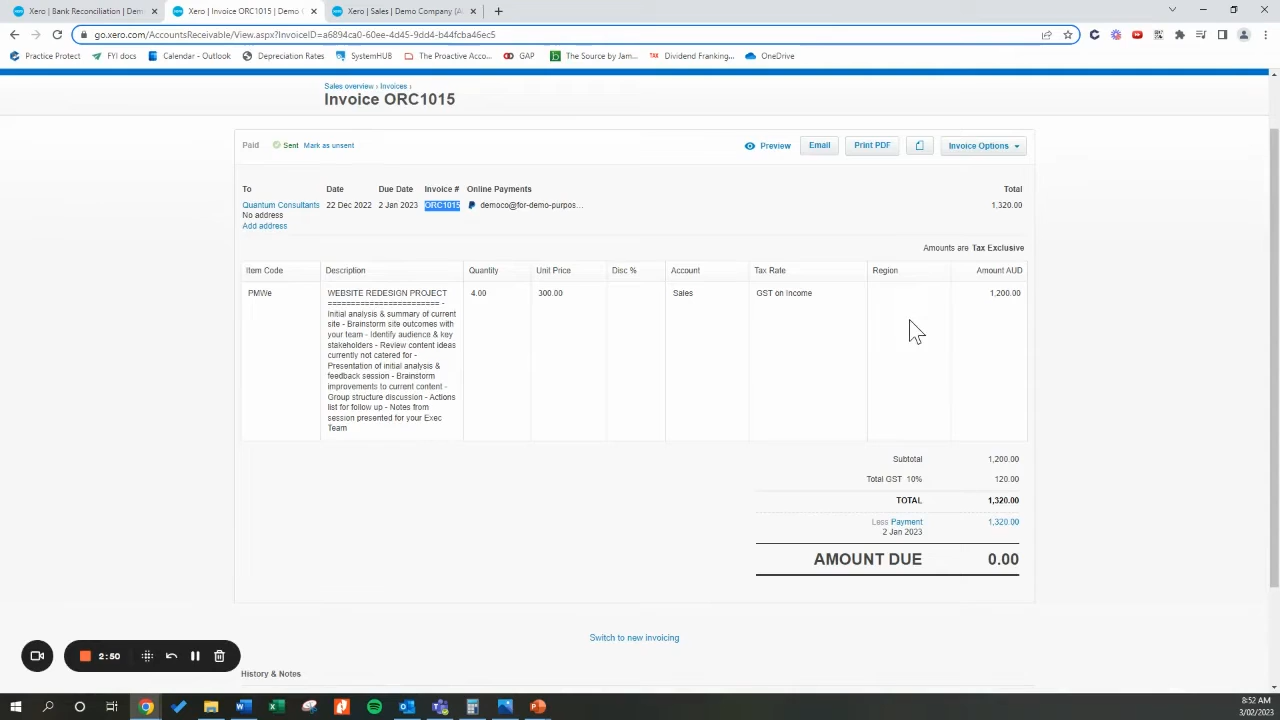 Xero | Bank Reconciliation | Dem
Xero | Invoice ORC1015 | Demo
Xero | Sales | Demo Company (A
go.xero.com/AccountsReceivable/View.aspx?InvoiceID=a6894ca0-60ee-4d45-9dd4-b44fcba46ec5
Practice Protect
FYI docs
Calendar - Outlook
Depreciation Rates
SystemHUB
The Proactive Acco...
GAP
The Source by Jam...
TAX Dividend Franking...
OneDrive
Sales overview › Invoices ›
Invoice ORC1015
Paid Sent Mark as unsent
Preview Email Print PDF Invoice Options
To Date Due Date Invoice # Online Payments Total
Quantum Consultants 22 Dec 2022 2 Jan 2023 ORC1015 democo@for-demo-purpos... 1,320.00
No address
Add address
Amounts are Tax Exclusive
Item Code Description Quantity Unit Price Disc % Account Tax Rate Region Amount AUD
PMWe WEBSITE REDESIGN PROJECT 4.00 300.00 Sales GST on Income 1,200.00
======================== -
Initial analysis & summary of current
site - Brainstorm site outcomes with
your team - Identify audience & key
stakeholders - Review content ideas
currently not catered for -
Presentation of initial analysis &
feedback session - Brainstorm
improvements to current content -
Group structure discussion - Actions
list for follow up - Notes from
session presented for your Exec
Team
Subtotal 1,200.00
Total GST 10% 120.00
TOTAL 1,320.00
Less Payment 1,320.00
2 Jan 2023
AMOUNT DUE 0.00
Switch to new invoicing
2:50
History & Notes
8:52 AM
3/02/2023